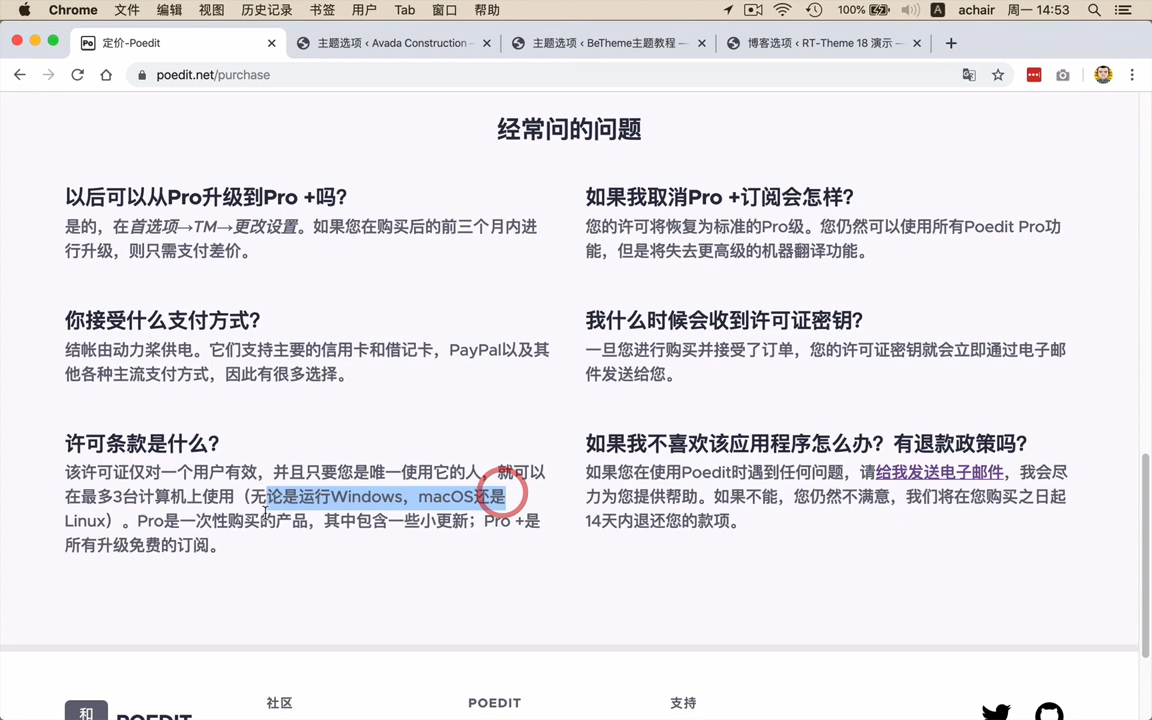 Chrome 文件 编辑 视图 历史记录 书签 用户 Tab 窗口 帮助 100% A achair 周一 14:53
Po 定价-Poedit 主题选项 ‹ Avada Construction 主题选项 ‹ BeTheme主题教程 — 博客选项 ‹ RT-Theme 18 演示 —
poedit.net/purchase
经常问的问题
以后可以从Pro升级到Pro +吗?
是的，在首选项→TM→更改设置。如果您在购买后的前三个月内进
行升级，则只需支付差价。
如果我取消Pro +订阅会怎样?
您的许可将恢复为标准的Pro级。您仍然可以使用所有Poedit Pro功
能，但是将失去更高级的机器翻译功能。
你接受什么支付方式?
结帐由动力桨供电。它们支持主要的信用卡和借记卡，PayPal以及其
他各种主流支付方式，因此有很多选择。
我什么时候会收到许可证密钥?
一旦您进行购买并接受了订单，您的许可证密钥就会立即通过电子邮
件发送给您。
许可条款是什么?
该许可证仅对一个用户有效，并且只要您是唯一使用它的人，就可以
在最多3台计算机上使用（无论是运行Windows，macOS还是
Linux）。Pro是一次性购买的产品，其中包含一些小更新；Pro +是
所有升级免费的订阅。
如果我不喜欢该应用程序怎么办？有退款政策吗?
如果您在使用Poedit时遇到任何问题，请给我发送电子邮件，我会尽
力为您提供帮助。如果不能，您仍然不满意，我们将在您购买之日起
14天内退还您的款项。
和 POEDIT
社区
POEDIT
支持